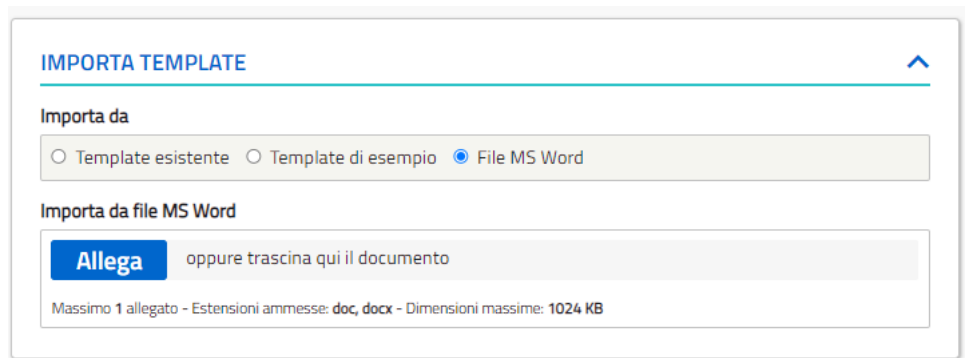 IMPORTA TEMPLATE
Importa da
Template esistente Template di esempio File MS Word
Importa da file MS Word
Allega oppure trascina qui il documento
Massimo 1 allegato - Estensioni ammesse: doc, docx - Dimensioni massime: 1024 KB